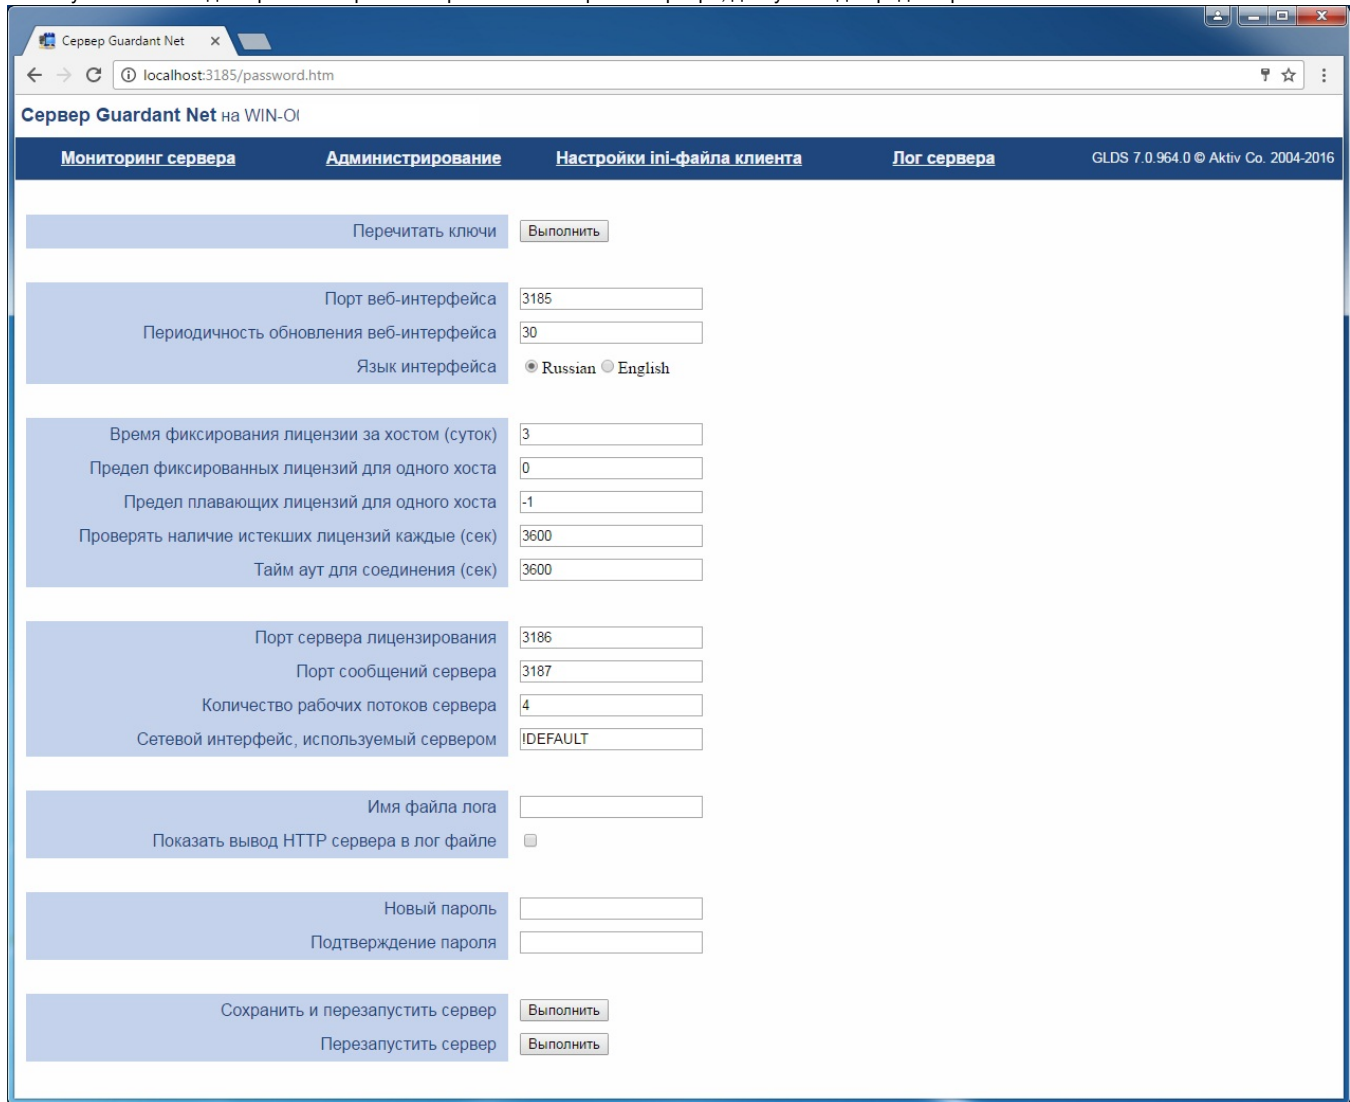 Сервер Guardant Net
localhost:3185/password.htm
Сервер Guardant Net на WIN-O
Мониторинг сервера Администрирование Настройки ini-файла клиента Лог сервера GLDS 7.0.964.0 © Aktiv Co. 2004-2016
Перечитать ключи Выполнить
Порт веб-интерфейса 3185
Периодичность обновления веб-интерфейса 30
Язык интерфейса Russian English
Время фиксирования лицензии за хостом (суток) 3
Предел фиксированных лицензий для одного хоста 0
Предел плавающих лицензий для одного хоста -1
Проверять наличие истекших лицензий каждые (сек) 3600
Тайм аут для соединения (сек) 3600
Порт сервера лицензирования 3186
Порт сообщений сервера 3187
Количество рабочих потоков сервера 4
Сетевой интерфейс, используемый сервером !DEFAULT
Имя файла лога
Показать вывод HTTP сервера в лог файле
Новый пароль
Подтверждение пароля
Сохранить и перезапустить сервер Выполнить
Перезапустить сервер Выполнить